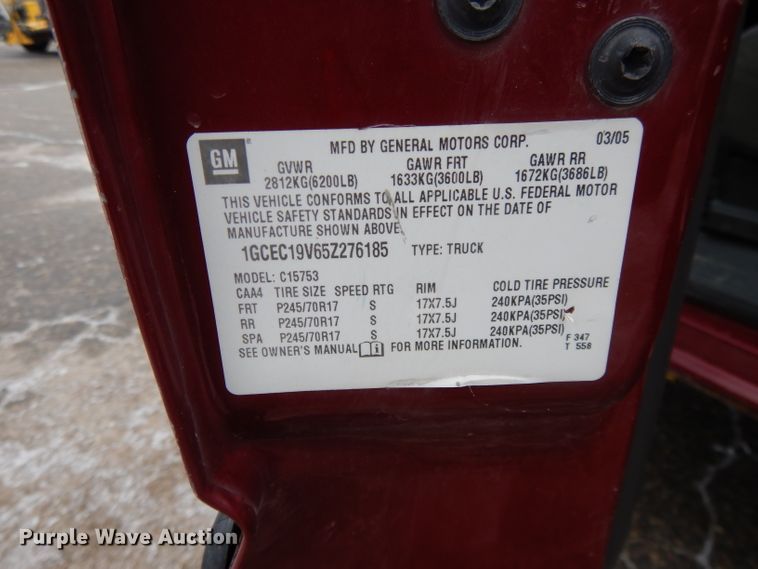 GM
MFD BY GENERAL MOTORS CORP. 03/05
GVWR GAWR FRT GAWR RR
2812KG(6200LB) 1633KG(3600LB) 1672KG(3686LB)
THIS VEHICLE CONFORMS TO ALL APPLICABLE U.S. FEDERAL MOTOR
VEHICLE SAFETY STANDARDS IN EFFECT ON THE DATE OF
MANUFACTURE SHOWN ABOVE.
1GCEC19V65Z276185 TYPE: TRUCK
MODEL: C15753
CAA4 TIRE SIZE SPEED RTG RIM COLD TIRE PRESSURE
FRT P245/70R17 S 17X7.5J 240KPA(35PSI)
RR P245/70R17 S 17X7.5J 240KPA(35PSI)
SPA P245/70R17 S 17X7.5J 240KPA(35PSI)
SEE OWNER'S MANUAL FOR MORE INFORMATION.
F 347
T 558
Purple Wave Auction